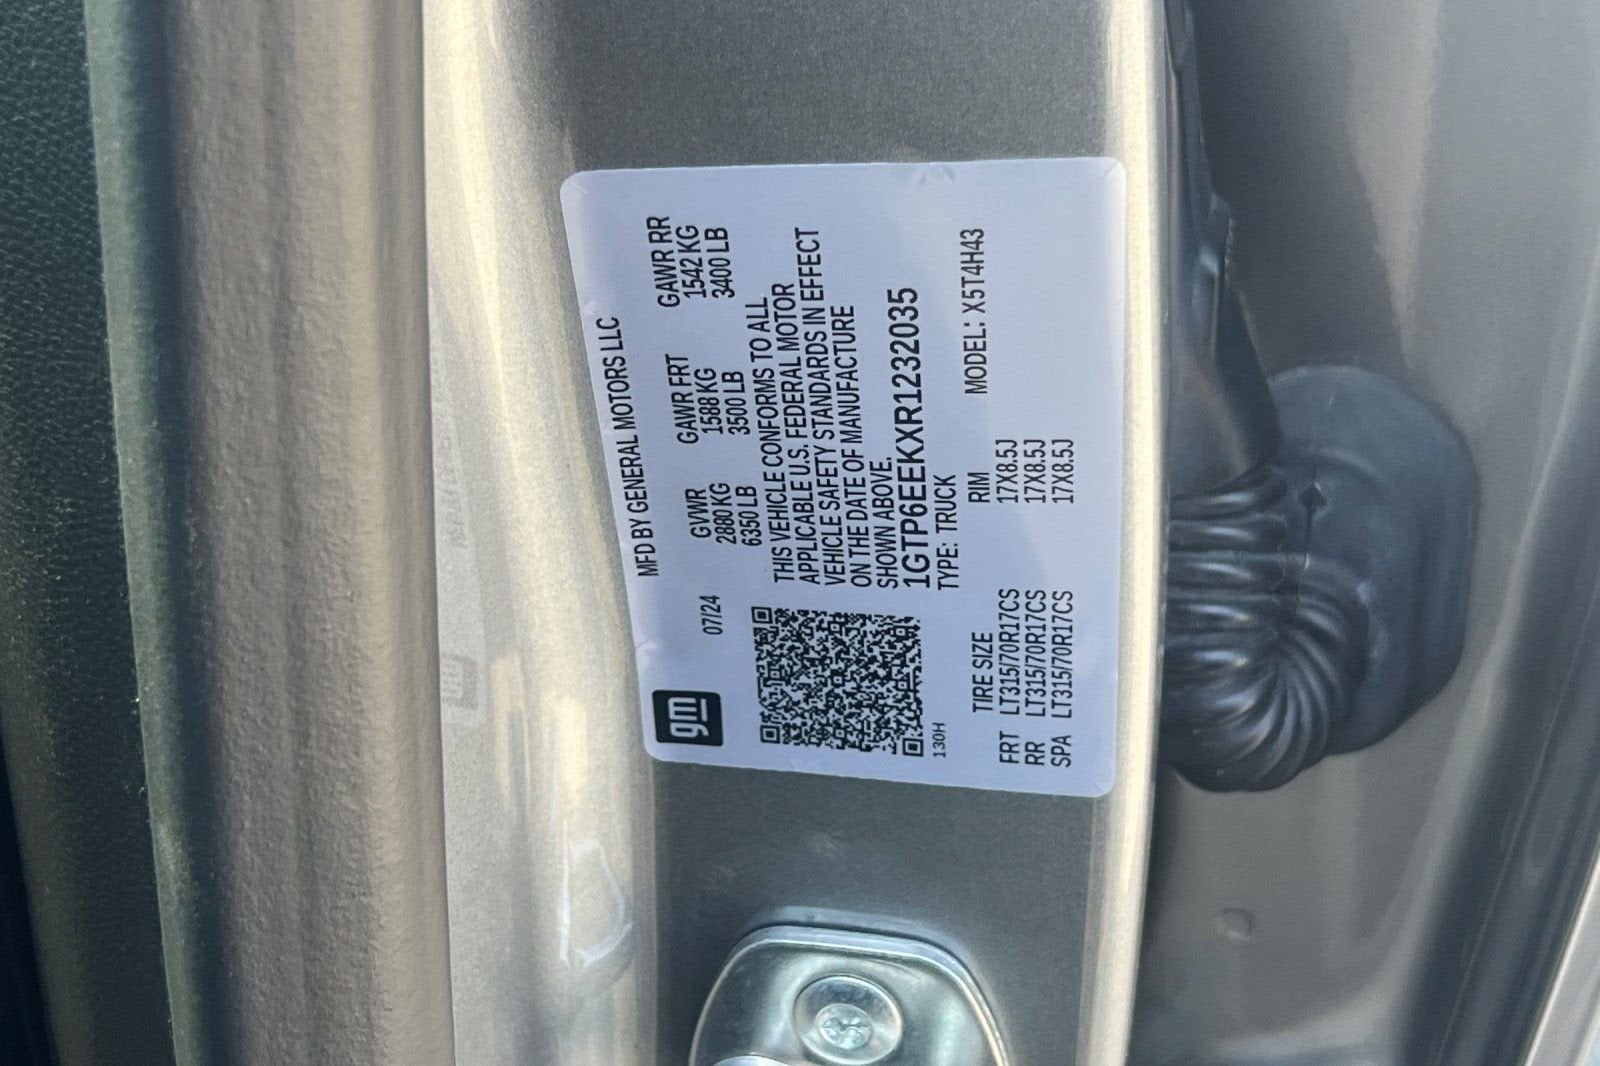 MFD BY GENERAL MOTORS LLC
gm
07/24
GVWR GAWR FRT GAWR RR
2880 KG 1588 KG 1542 KG
6350 LB 3500 LB 3400 LB
THIS VEHICLE CONFORMS TO ALL
APPLICABLE U.S. FEDERAL MOTOR
VEHICLE SAFETY STANDARDS IN EFFECT
ON THE DATE OF MANUFACTURE
SHOWN ABOVE.
1GTP6EEKXR1232035
130H
TYPE: TRUCK MODEL: X5T4H43
TIRE SIZE RIM
FRT LT315/70R17CS 17X8.5J
RR LT315/70R17CS 17X8.5J
SPA LT315/70R17CS 17X8.5J